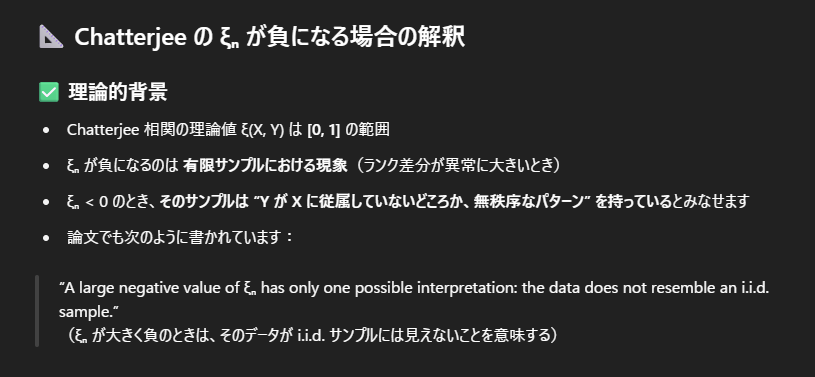 📐 Chatterjee の ξₙ が負になる場合の解釈
✅ 理論的背景
• Chatterjee 相関の理論値 ξ(X, Y) は [0, 1] の範囲
• ξₙ が負になるのは 有限サンプルにおける現象（ランク差分が異常に大きいとき）
• ξₙ < 0 のとき、そのサンプルは “Y が X に従属していないどころか、無秩序なパターン” を持っているとみなせます
• 論文でも次のように書かれています：
“A large negative value of ξₙ has only one possible interpretation: the data does not resemble an i.i.d.
sample.”
（ξₙ が大きく負のときは、そのデータが i.i.d. サンプルには見えないことを意味する）